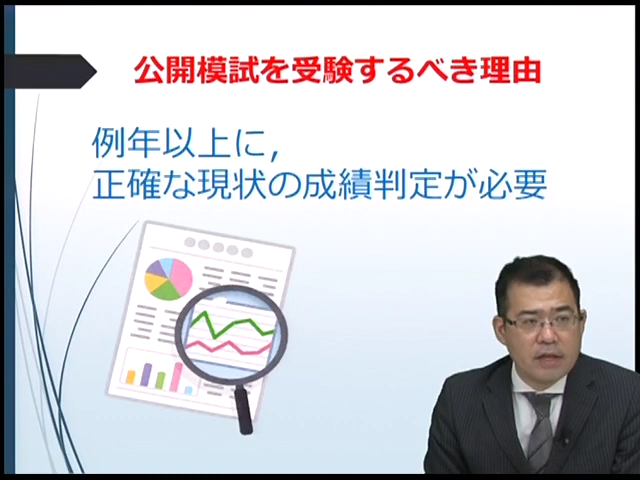 公開模試を受験するべき理由
例年以上に,
正確な現状の成績判定が必要